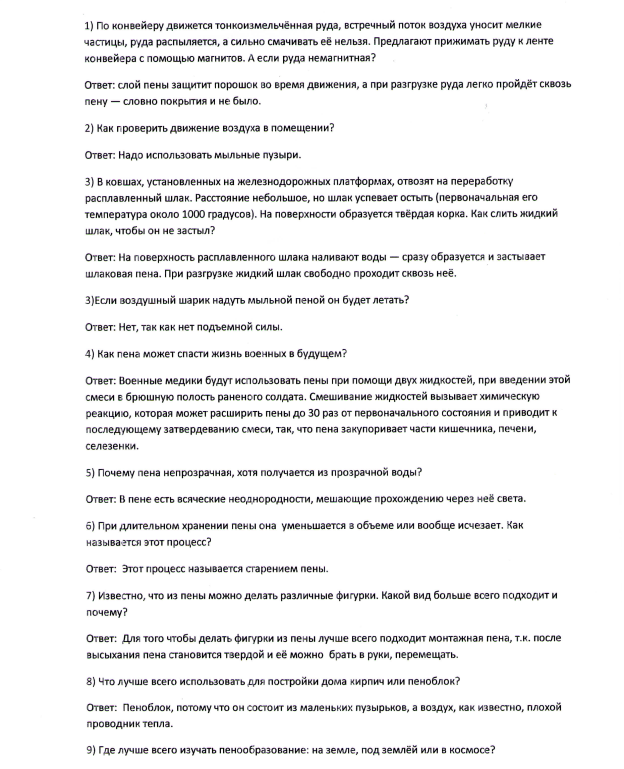 1) По конвейеру движется тонкоизмельчённая руда, встречный поток воздуха уносит мелкие
частицы, руда распыляется, а сильно смачивать её нельзя. Предлагают прижимать руду к ленте
конвейера с помощью магнитов. А если руда немагнитная?
Ответ: слой пены защитит порошок во время движения, а при разгрузке руда легко пройдёт сквозь
пену — словно покрытия и не было.
2) Как проверить движение воздуха в помещении?
Ответ: Надо использовать мыльные пузыри.
3) В ковшах, установленных на железнодорожных платформах, отвозят на переработку
расплавленный шлак. Расстояние небольшое, но шлак успевает остыть (первоначальная его
температура около 1000 градусов). На поверхности образуется твёрдая корка. Как слить жидкий
шлак, чтобы он не застыл?
Ответ: На поверхность расплавленного шлака наливают воды — сразу образуется и застывает
шлаковая пена. При разгрузке жидкий шлак свободно проходит сквозь неё.
3)Если воздушный шарик надуть мыльной пеной он будет летать?
Ответ: Нет, так как нет подъемной силы.
4) Как пена может спасти жизнь военных в будущем?
Ответ: Военные медики будут использовать пены при помощи двух жидкостей, при введении этой
смеси в брюшную полость раненого солдата. Смешивание жидкостей вызывает химическую
реакцию, которая может расширить пены до 30 раз от первоначального состояния и приводит к
последующему затвердеванию смеси, так, что пена закупоривает части кишечника, печени,
селезенки.
5) Почему пена непрозрачная, хотя получается из прозрачной воды?
Ответ: В пене есть всяческие неоднородности, мешающие прохождению через неё света.
6) При длительном хранении пены она уменьшается в объеме или вообще исчезает. Как
называется этот процесс?
Ответ: Этот процесс называется старением пены.
7) Известно, что из пены можно делать различные фигурки. Какой вид больше всего подходит и
почему?
Ответ: Для того чтобы делать фигурки из пены лучше всего подходит монтажная пена, т.к. после
высыхания пена становится твердой и её можно брать в руки, перемещать.
8) Что лучше всего использовать для постройки дома кирпич или пеноблок?
Ответ: Пеноблок, потому что он состоит из маленьких пузырьков, а воздух, как известно, плохой
проводник тепла.
9) Где лучше всего изучать пенообразование: на земле, под землёй или в космосе?